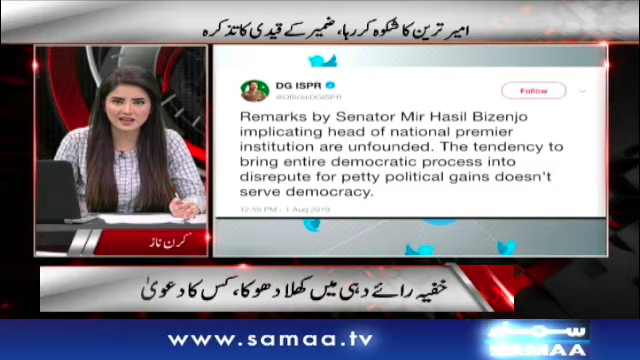 امیر ترین کا شکوہ کر رہا، ضمیر کے قیدی کا تذکرہ
DG ISPR
@OfficialDGISPR
Follow
Remarks by Senator Mir Hasil Bizenjo
implicating head of national premier
institution are unfounded. The tendency to
bring entire democratic process into
disrepute for petty political gains doesn't
serve democracy.
12:59 PM - 1 Aug 2019
کرن ناز
خفیہ رائے دہی میں کھلا دھوکا، کس کا دعویٰ
www.samaa.tv
سماء
SAMAA